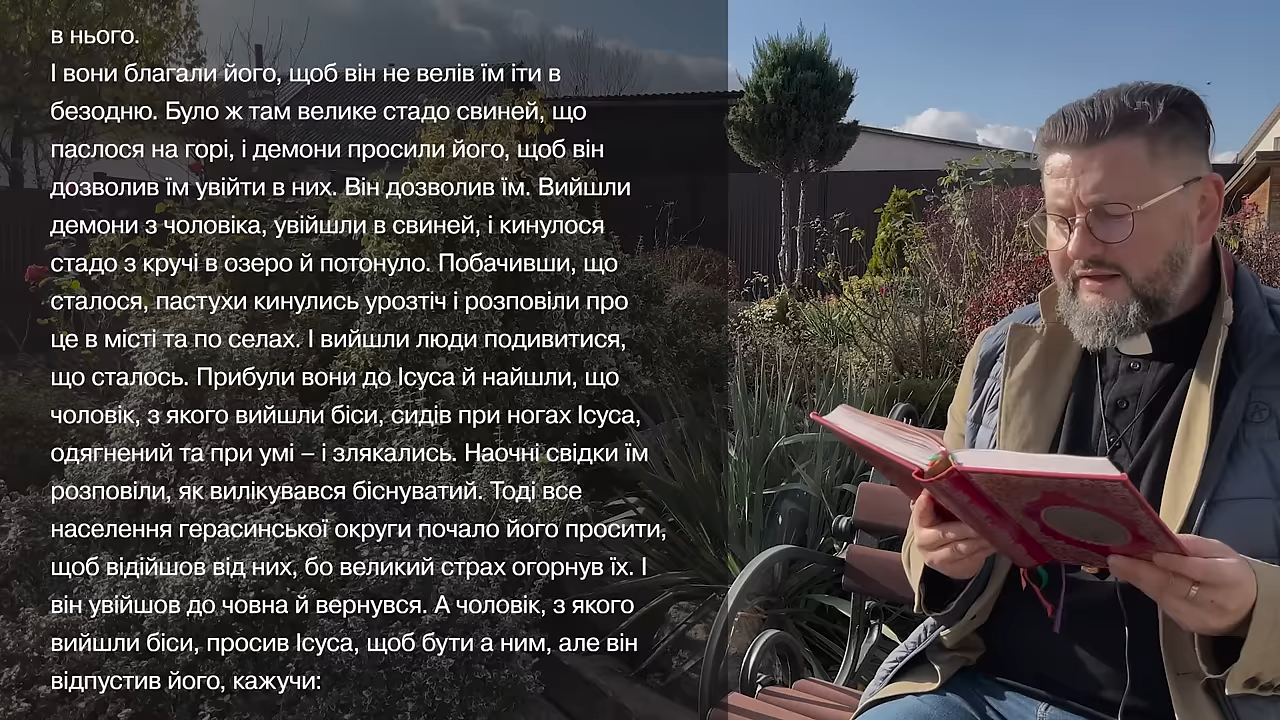 в нього.
І вони благали його, щоб він не велів їм іти в
безодню. Було ж там велике стадо свиней, що
паслося на горі, і демони просили його, щоб він
дозволив їм увійти в них. Він дозволив їм. Вийшли
демони з чоловіка, увійшли в свиней, і кинулося
стадо з кручі в озеро й потонуло. Побачивши, що
сталося, пастухи кинулись урозтіч і розповіли про
це в місті та по селах. І вийшли люди подивитися,
що сталось. Прибули вони до Ісуса й найшли, що
чоловік, з якого вийшли біси, сидів при ногах Ісуса,
одягнений та при умі – і злякались. Наочні свідки їм
розповіли, як вилікувався біснуватий. Тоді все
населення герасинської округи почало його просити,
щоб відійшов від них, бо великий страх огорнув їх. І
він увійшов до човна й вернувся. А чоловік, з якого
вийшли біси, просив Ісуса, щоб бути а ним, але він
відпустив його, кажучи: